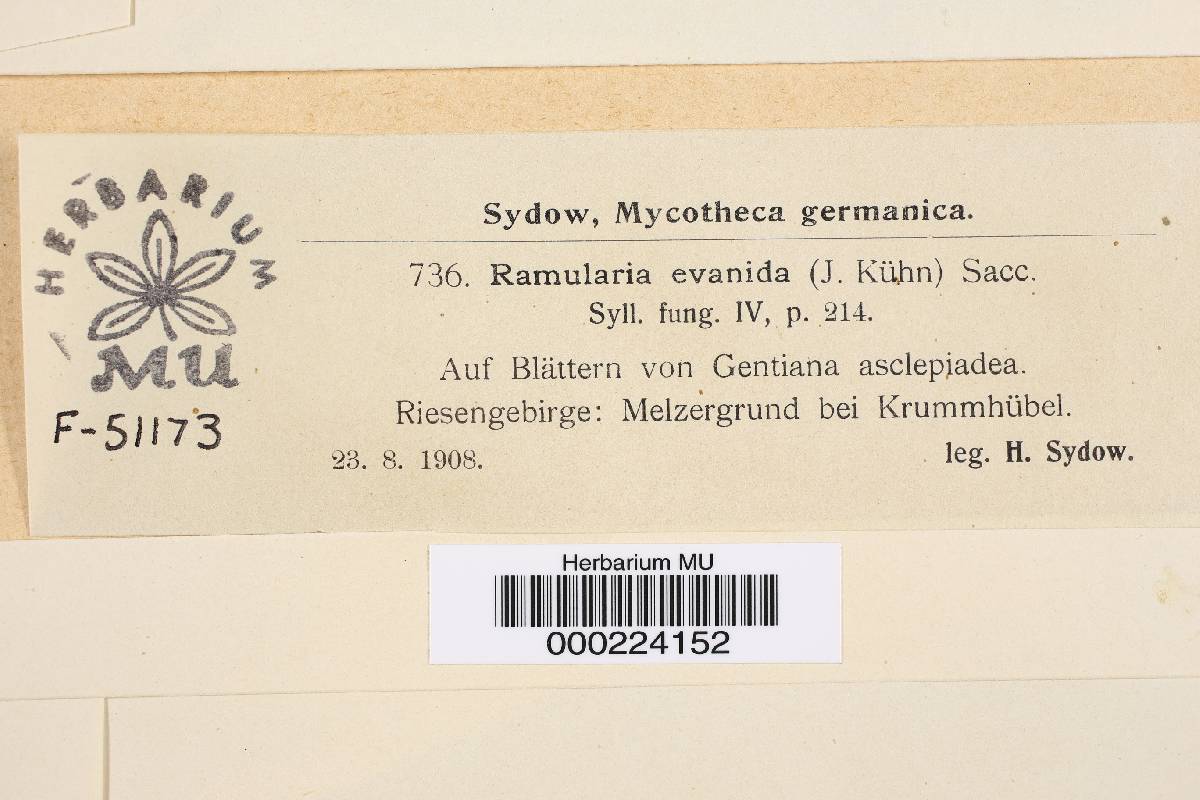 HERBARIUM
MU
F-51173
Sydow, Mycotheca germanica.
736. Ramularia evanida (J. Kühn) Sacc.
Syll. fung. IV, p. 214.
Auf Blättern von Gentiana asclepiadea.
Riesengebirge: Melzergrund bei Krummhübel.
23. 8. 1908.
leg. H. Sydow.
Herbarium MU
000224152